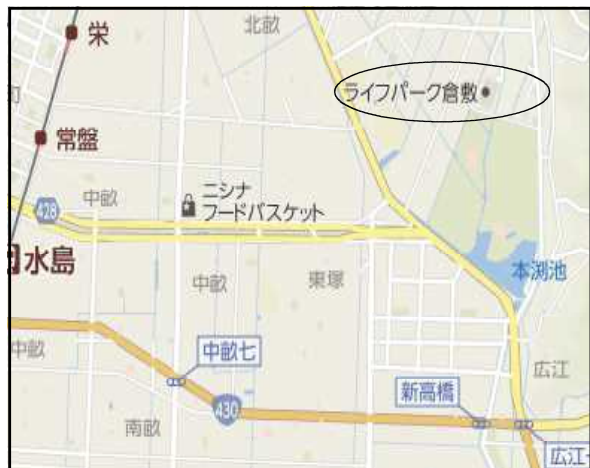 栄
北畝
ライフパーク倉敷
町
常盤
中畝
428
ニシナ
フードバスケット
水島
本渕池
中畝
東塚
中畝
中畝七
広江
430
新高橋
南畝
広江